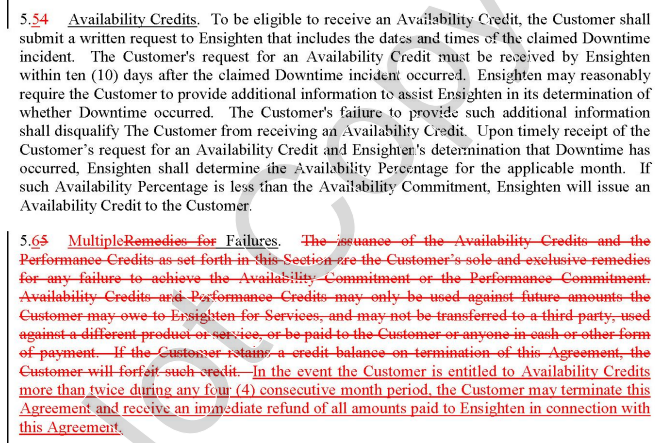 5.54 Availability Credits. To be eligible to receive an Availability Credit, the Customer shall
submit a written request to Ensighten that includes the dates and times of the claimed Downtime
incident. The Customer's request for an Availability Credit must be received by Ensighten
within ten (10) days after the claimed Downtime incident occurred. Ensighten may reasonably
require the Customer to provide additional information to assist Ensighten in its determination of
whether Downtime occurred. The Customer's failure to provide such additional information
shall disqualify The Customer from receiving an Availability Credit. Upon timely receipt of the
Customer's request for an Availability Credit and Ensighten's determination that Downtime has
occurred, Ensighten shall determine the Availability Percentage for the applicable month. If
such Availability Percentage is less than the Availability Commitment, Ensighten will issue an
Availability Credit to the Customer.
5.65 MultipleRemedies for Failures. The issuance of the Availability Credits and the
Performance Credits as set forth in this Section are the Customer's sole and exclusive remedies
for any failure to achieve the Availability Commitment or the Performance Commitment.
Availability Credits and Performance Credits may only be used against future amounts the
Customer may owe to Ensighten for Services, and may not be transferred to a third party, used
against a different product or service, or be paid to the Customer or anyone in cash or other form
of payment. If the Customer retains a credit balance on termination of this Agreement, the
Customer will forfeit such credit. In the event the Customer is entitled to Availability Credits
more than twice during any four (4) consecutive month period, the Customer may terminate this
Agreement and receive an immediate refund of all amounts paid to Ensighten in connection with
this Agreement.
not Copy